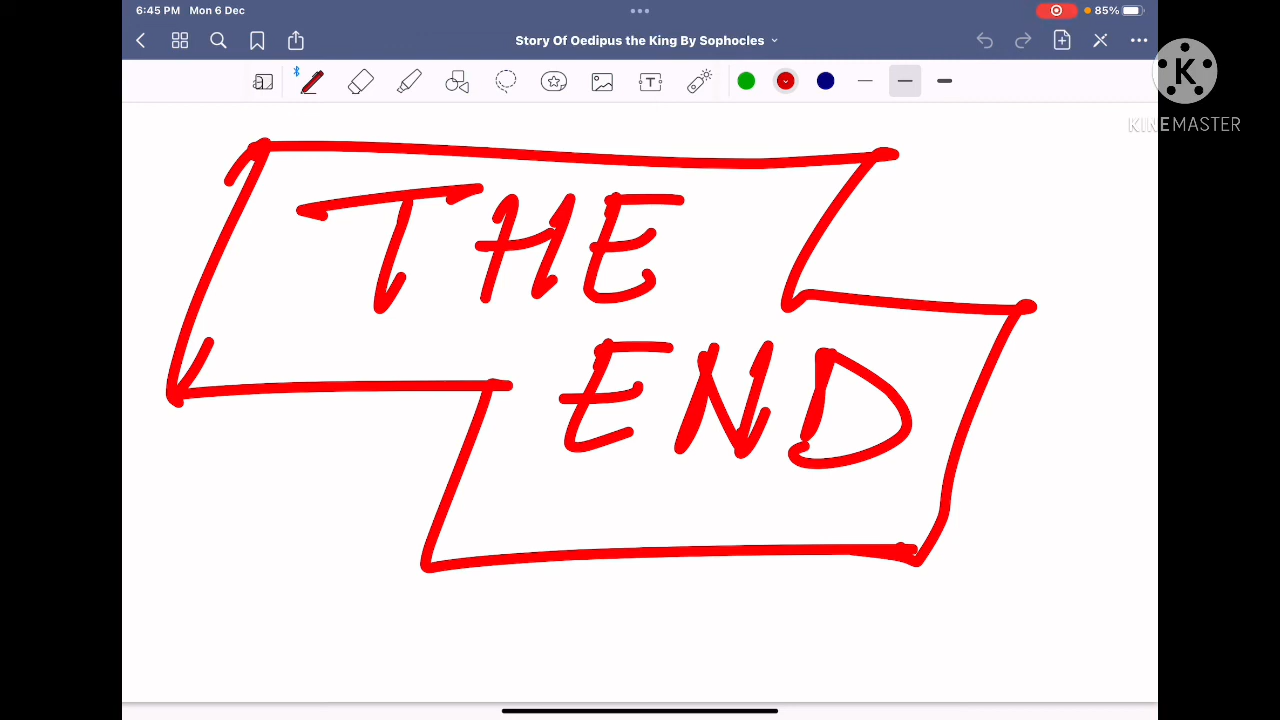 6:45 PM Mon 6 Dec
85%
Story Of Oedipus the King By Sophocles
T
K
KINEMASTER
THE
END